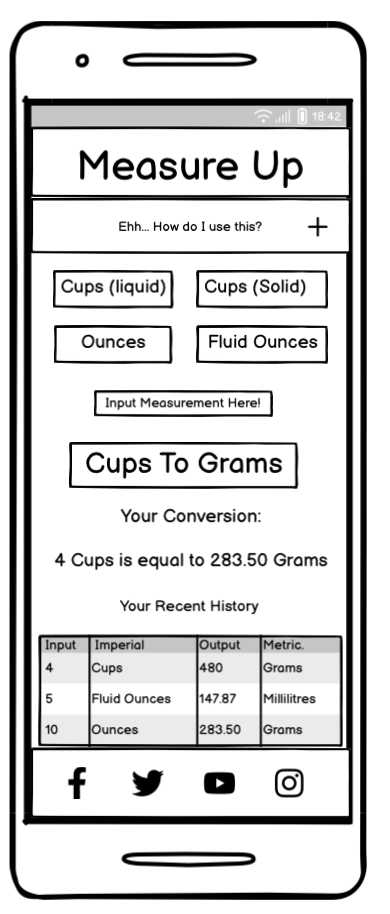 18:42
Measure Up
Ehh... How do I use this? +
Cups (liquid) Cups (Solid)
Ounces Fluid Ounces
Input Measurement Here!
Cups To Grams
Your Conversion:
4 Cups is equal to 283.50 Grams
Your Recent History
Input Imperial Output Metric.
4 Cups 480 Grams
5 Fluid Ounces 147.87 Millilitres
10 Ounces 283.50 Grams